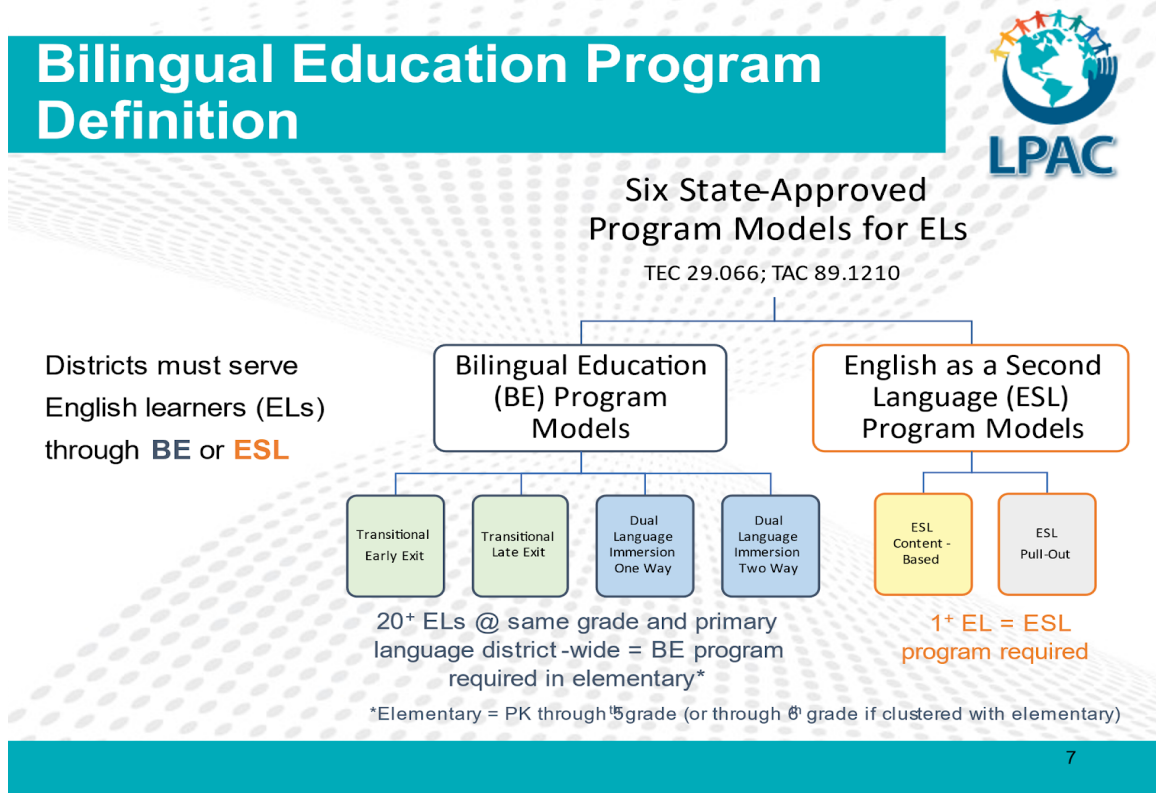 Bilingual Education Program
Definition
LPAC
Six State-Approved
Program Models for ELs
TEC 29.066; TAC 89.1210
Districts must serve
English learners (ELs)
through BE or ESL
Bilingual Education
(BE) Program
Models
English as a Second
Language (ESL)
Program Models
Transitional
Early Exit
Transitional
Late Exit
Dual
Language
Immersion
One Way
Dual
Language
Immersion
Two Way
ESL
Content -
Based
ESL
Pull-Out
20+ ELs @ same grade and primary
language district-wide = BE program
required in elementary*
1+ EL = ESL
program required
*Elementary = PK through 5th grade (or through 6th grade if clustered with elementary)
7